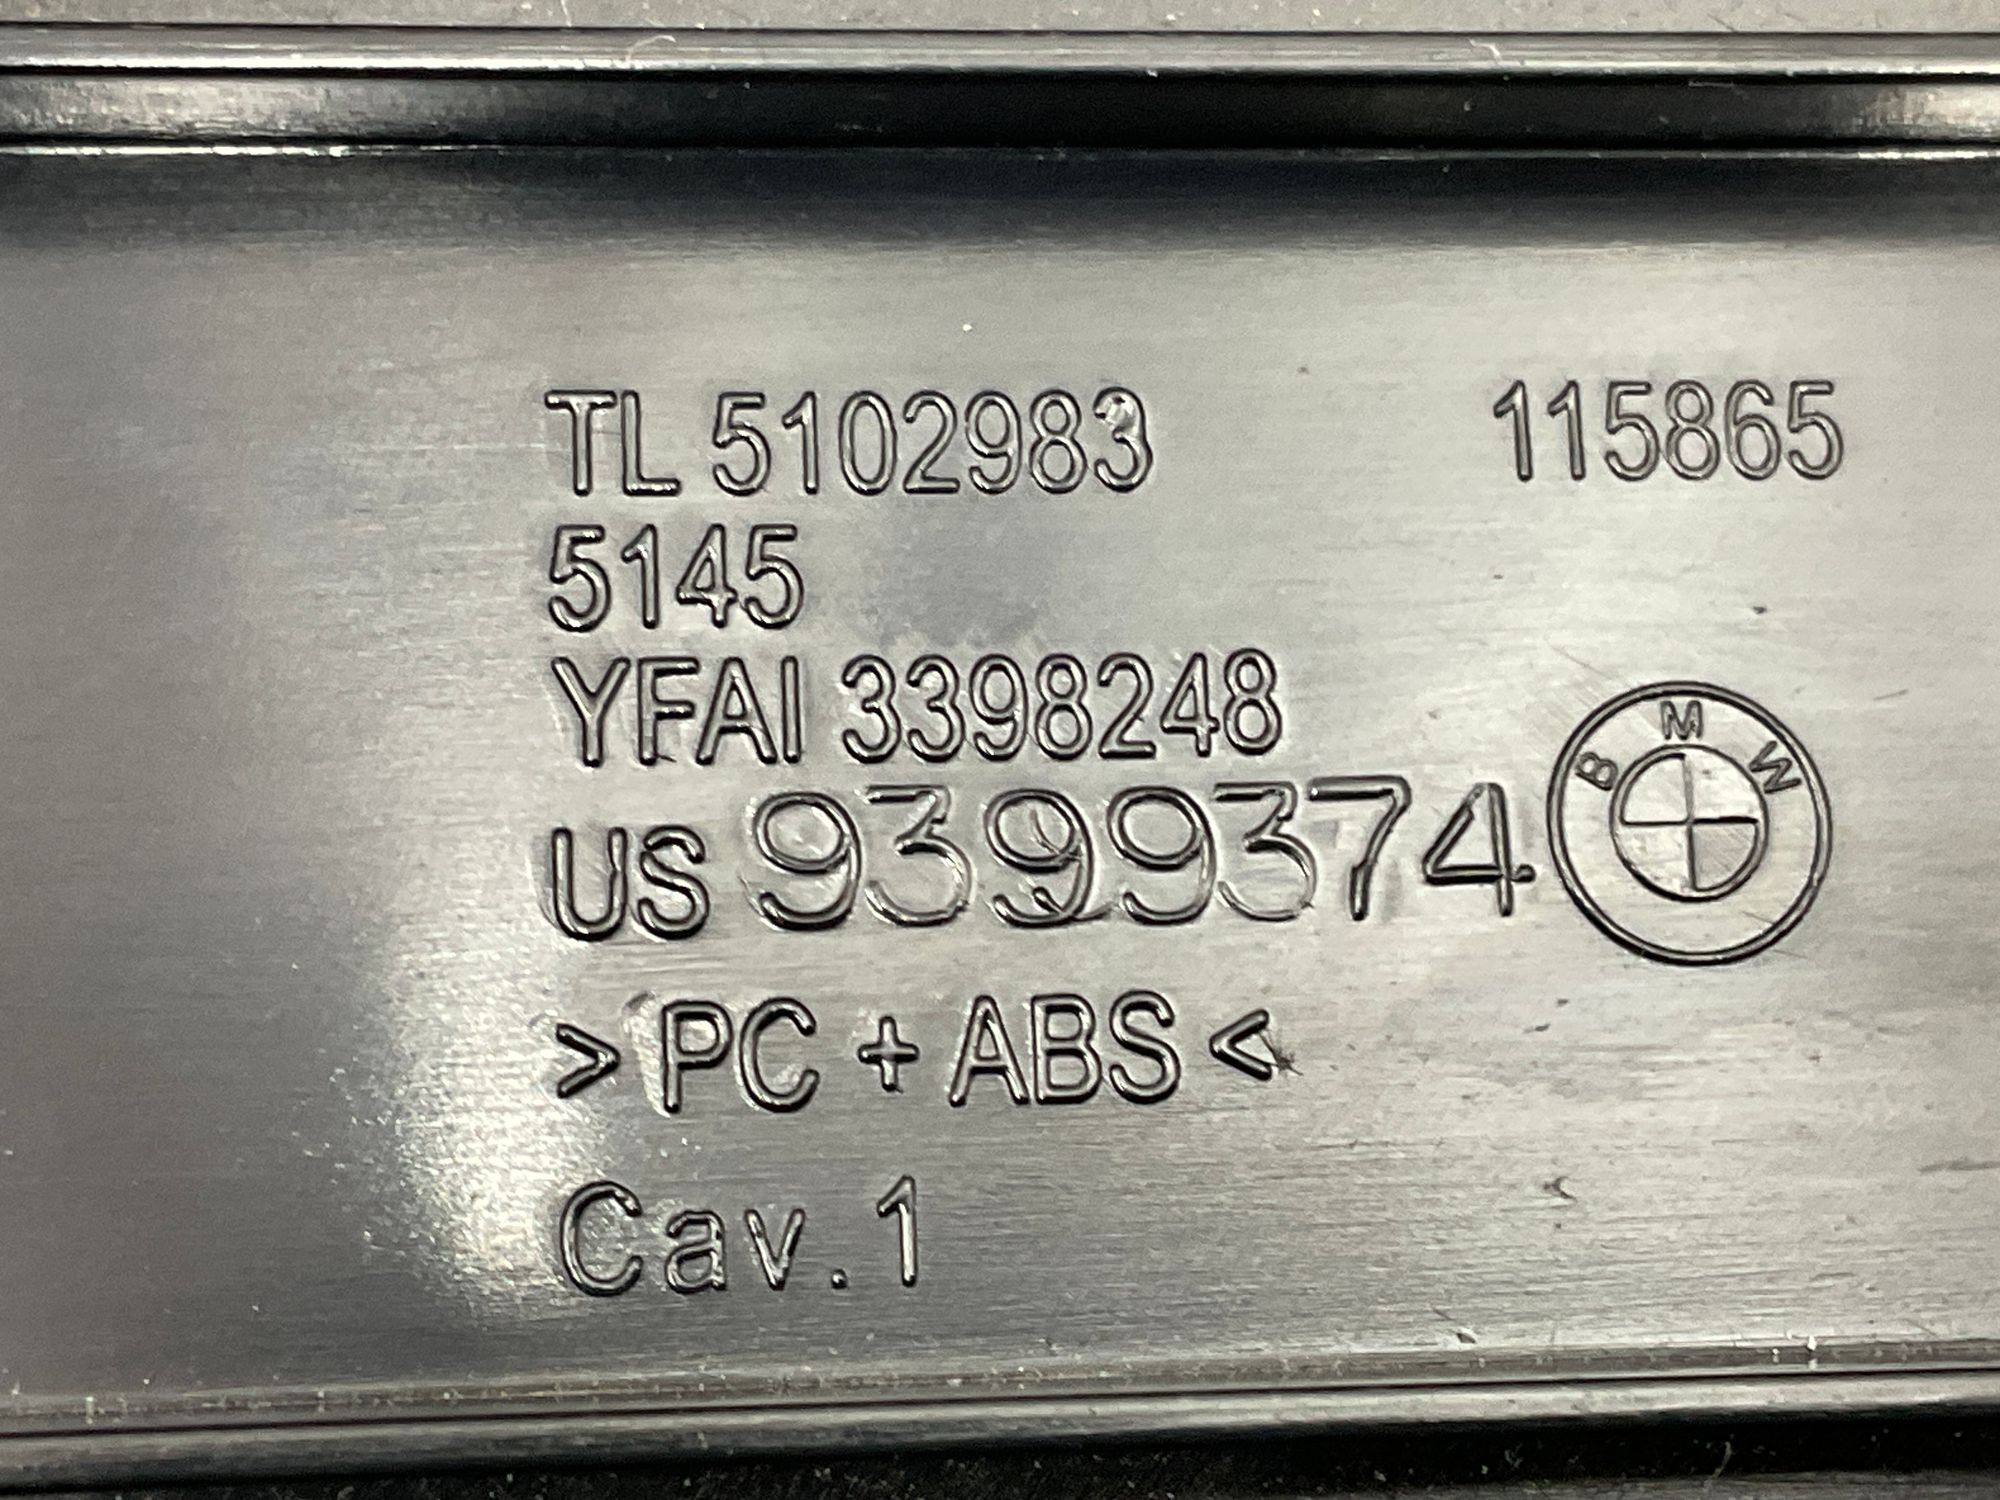 TL 5102983 115865
5145
YFAI 3398248
US 9399374
BMW
>PC + ABS<
Cav.1